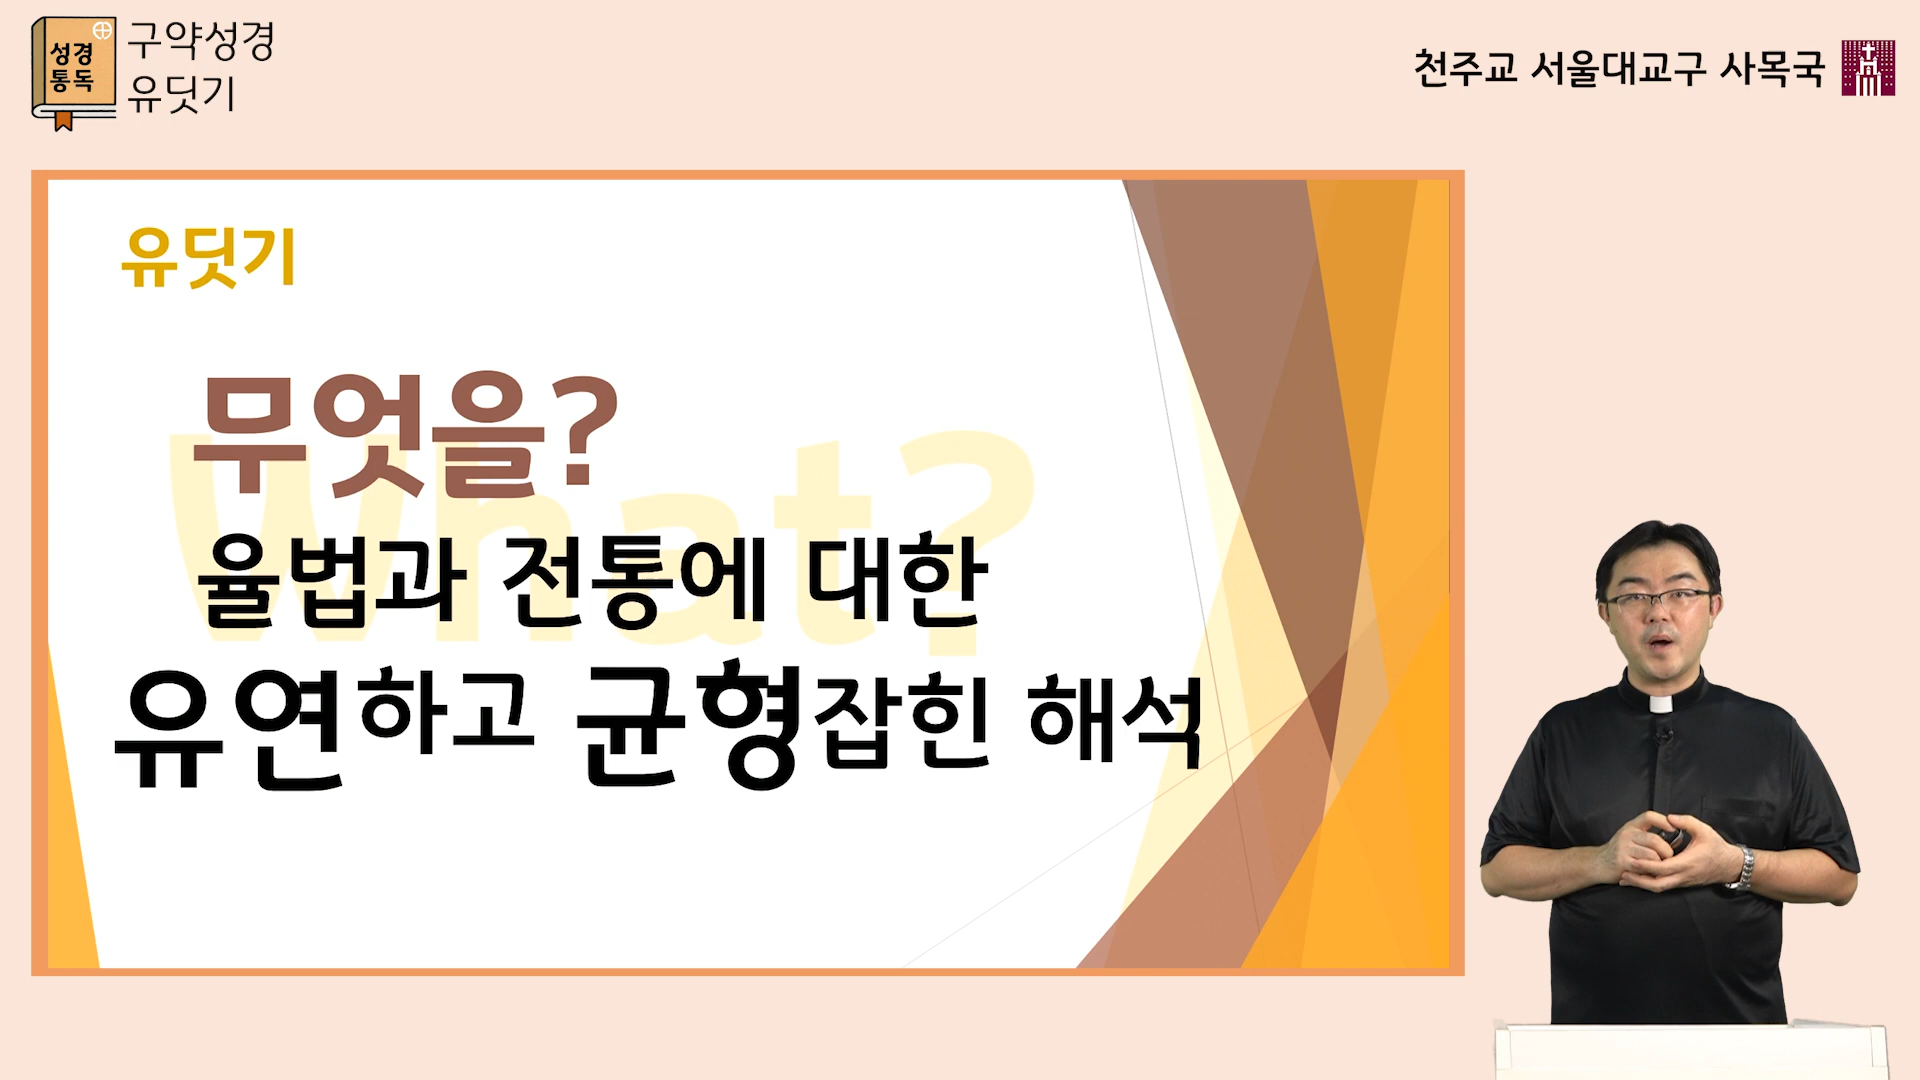 성경
통독
구약성경
유딧기
천주교 서울대교구 사목국
유딧기
무엇을?
What?
율법과 전통에 대한
유연하고 균형잡힌 해석